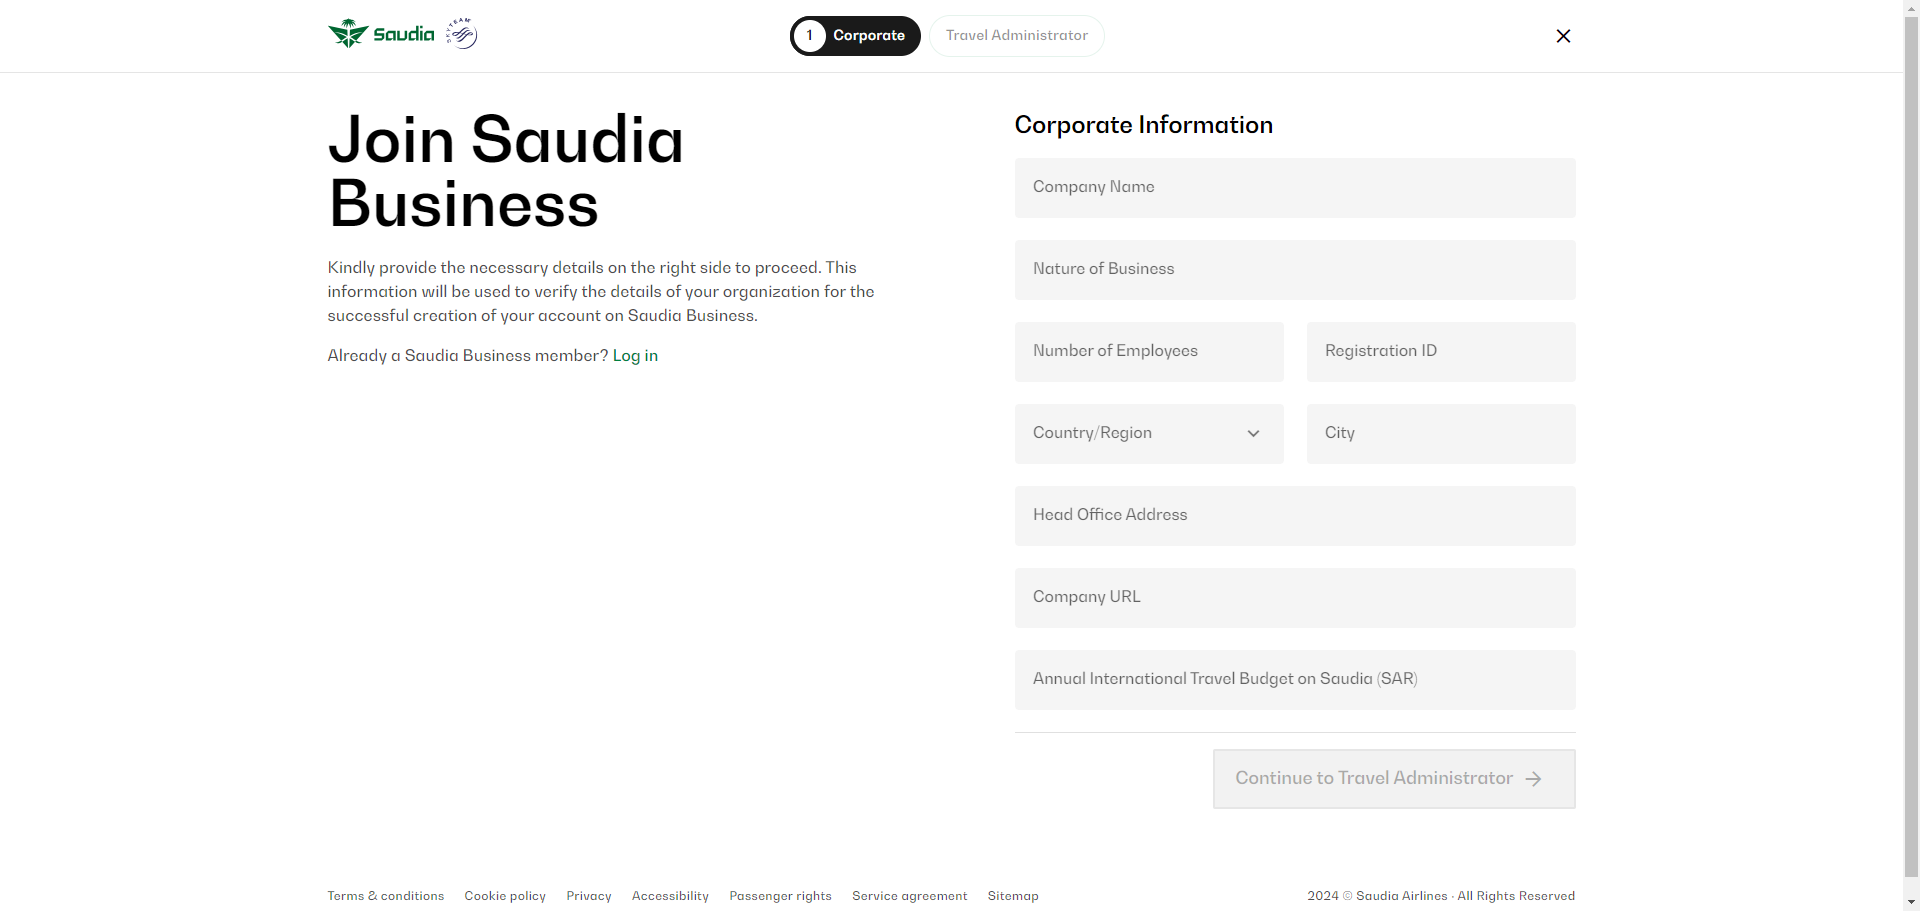 Saudia
SKYTEAM
1 Corporate
Travel Administrator
Join Saudia
Business
Kindly provide the necessary details on the right side to proceed. This
information will be used to verify the details of your organization for the
successful creation of your account on Saudia Business.
Already a Saudia Business member? Log in
Corporate Information
Company Name
Nature of Business
Number of Employees
Registration ID
Country/Region
City
Head Office Address
Company URL
Annual International Travel Budget on Saudia (SAR)
Continue to Travel Administrator
Terms & conditions
Cookie policy
Privacy
Accessibility
Passenger rights
Service agreement
Sitemap
2024 © Saudia Airlines · All Rights Reserved